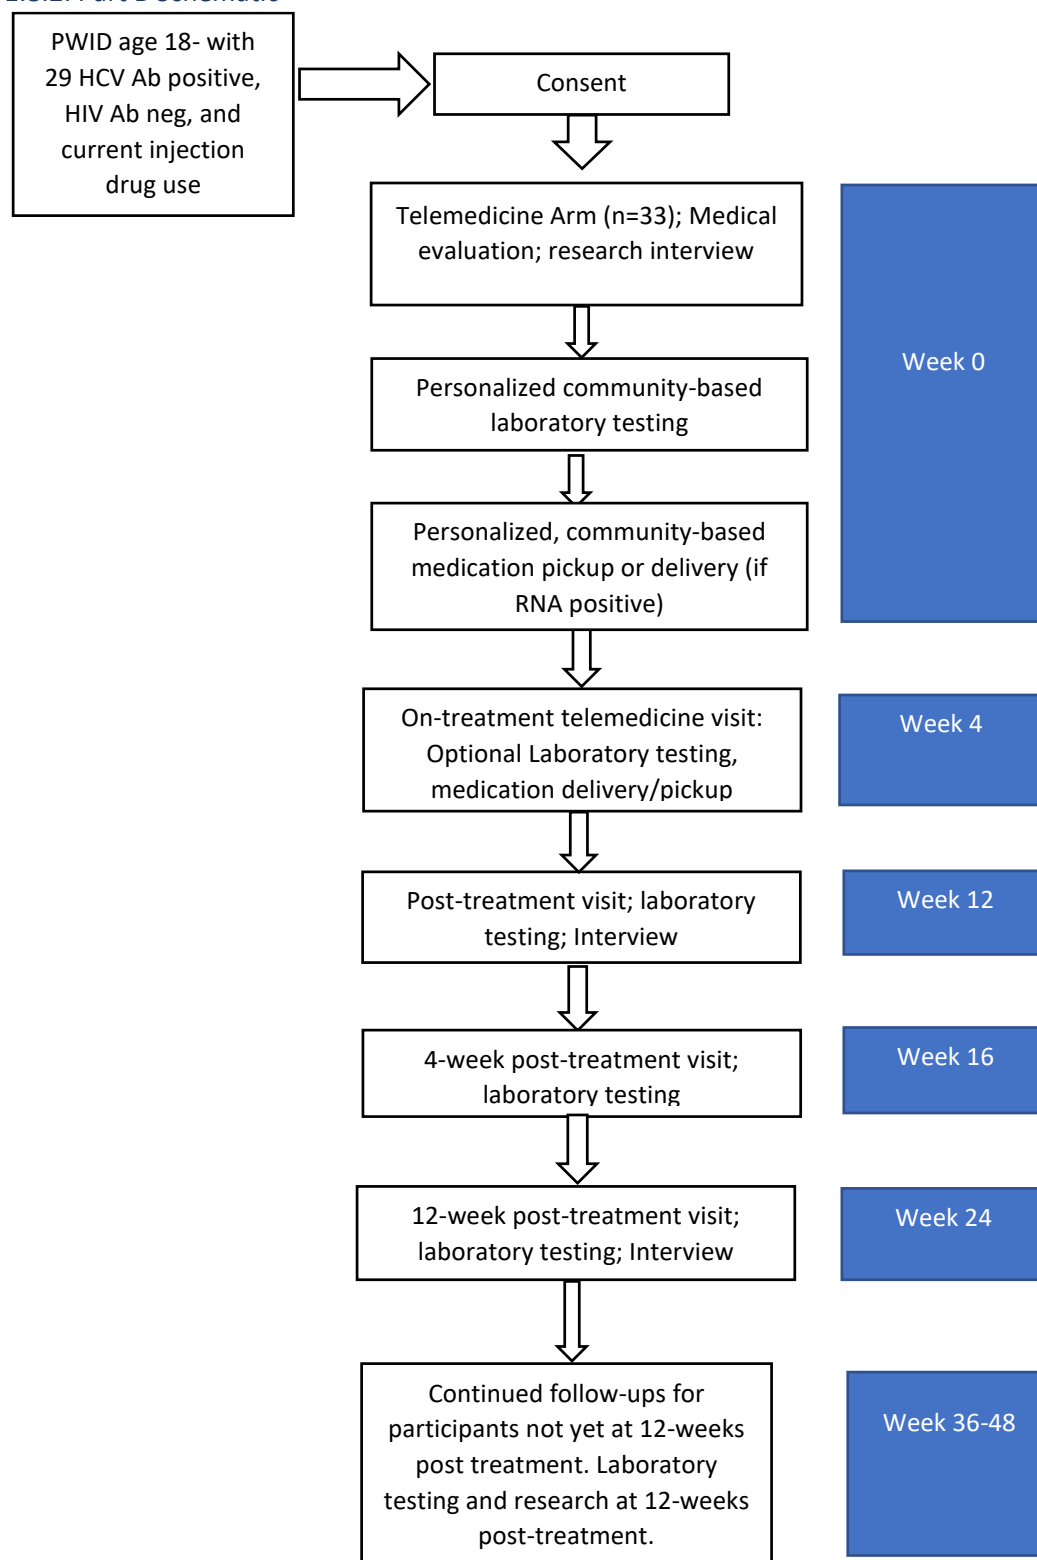 PWID age 18- with
29 HCV Ab positive,
HIV Ab neg, and
current injection
drug use
Consent
Telemedicine Arm (n=33); Medical
evaluation; research interview
Week 0
Personalized community-based
laboratory testing
Personalized, community-based
medication pickup or delivery (if
RNA positive)
On-treatment telemedicine visit:
Optional Laboratory testing,
medication delivery/pickup
Week 4
Post-treatment visit; laboratory
testing; Interview
Week 12
4-week post-treatment visit;
laboratory testing
Week 16
12-week post-treatment visit;
laboratory testing; Interview
Week 24
Continued follow-ups for
participants not yet at 12-weeks
post treatment. Laboratory
testing and research at 12-weeks
post-treatment.
Week 36-48